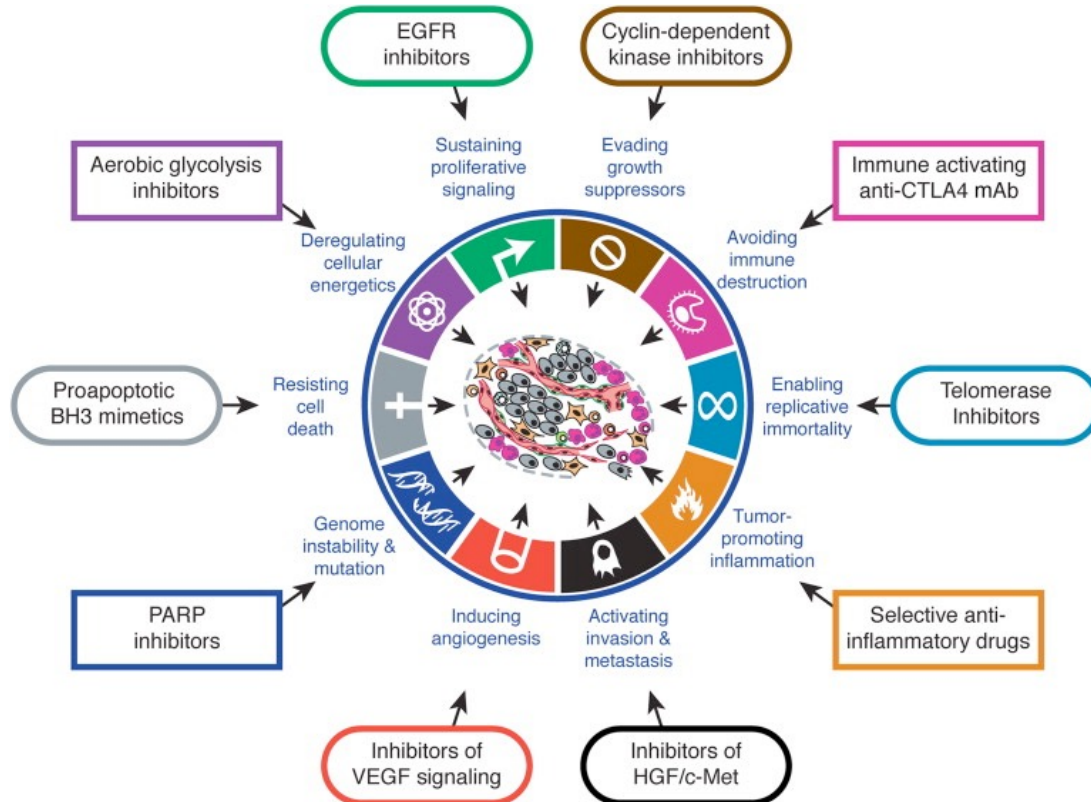 EGFR
inhibitors
Cyclin-dependent
kinase inhibitors
Sustaining
proliferative
signaling
Evading
growth
suppressors
Aerobic glycolysis
inhibitors
Immune activating
anti-CTLA4 mAb
Deregulating
cellular
energetics
Avoiding
immune
destruction
Proapoptotic
BH3 mimetics
Resisting
cell
death
Enabling
replicative
immortality
Telomerase
Inhibitors
Genome
instability &
mutation
Tumor-
promoting
inflammation
PARP
inhibitors
Inducing
angiogenesis
Activating
invasion &
metastasis
Selective anti-
inflammatory drugs
Inhibitors of
VEGF signaling
Inhibitors of
HGF/c-Met